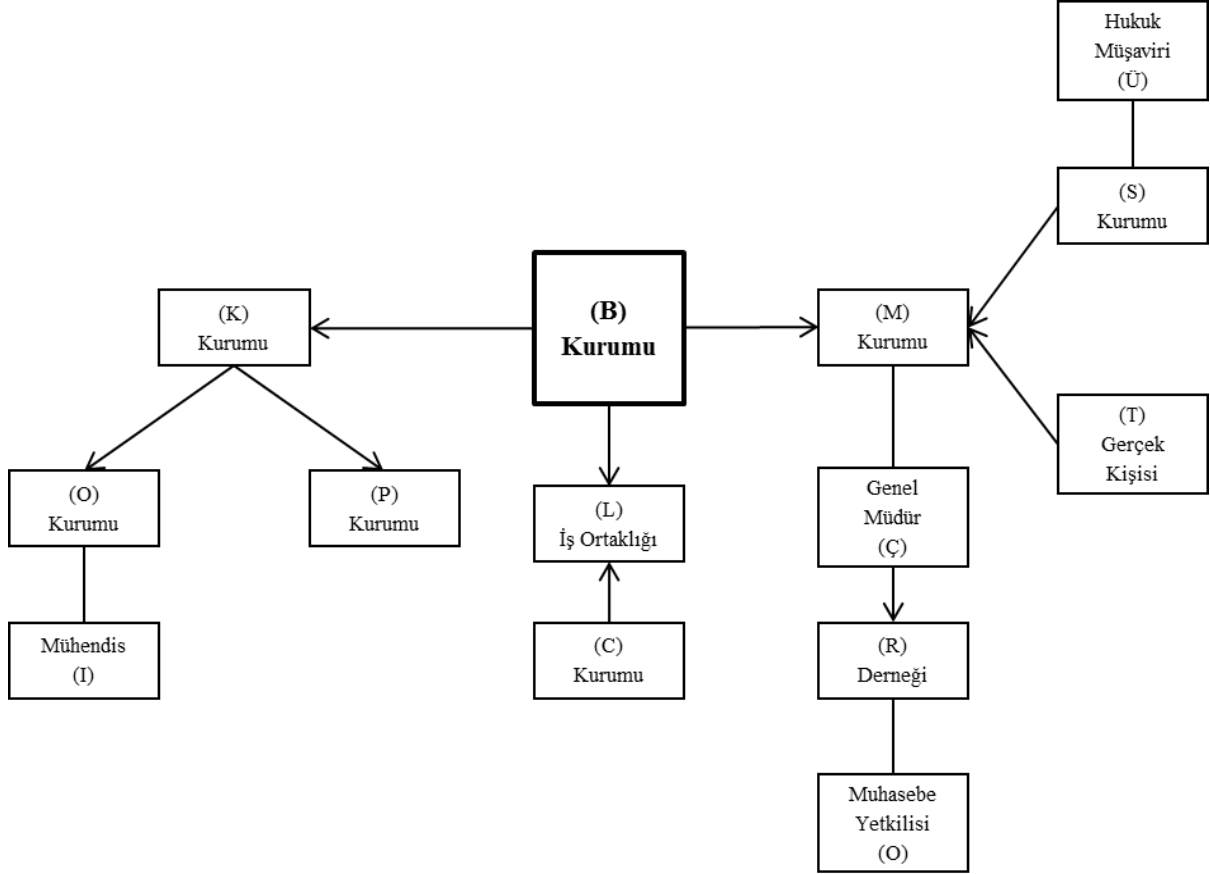 Hukuk
Müşaviri
(Ü)
(S)
Kurumu
(B)
Kurumu
(K)
Kurumu
(M)
Kurumu
(T)
Gerçek
Kişisi
(O)
Kurumu
(P)
Kurumu
(L)
İş Ortaklığı
Genel
Müdür
(Ç)
Mühendis
(I)
(C)
Kurumu
(R)
Derneği
Muhasebe
Yetkilisi
(O)